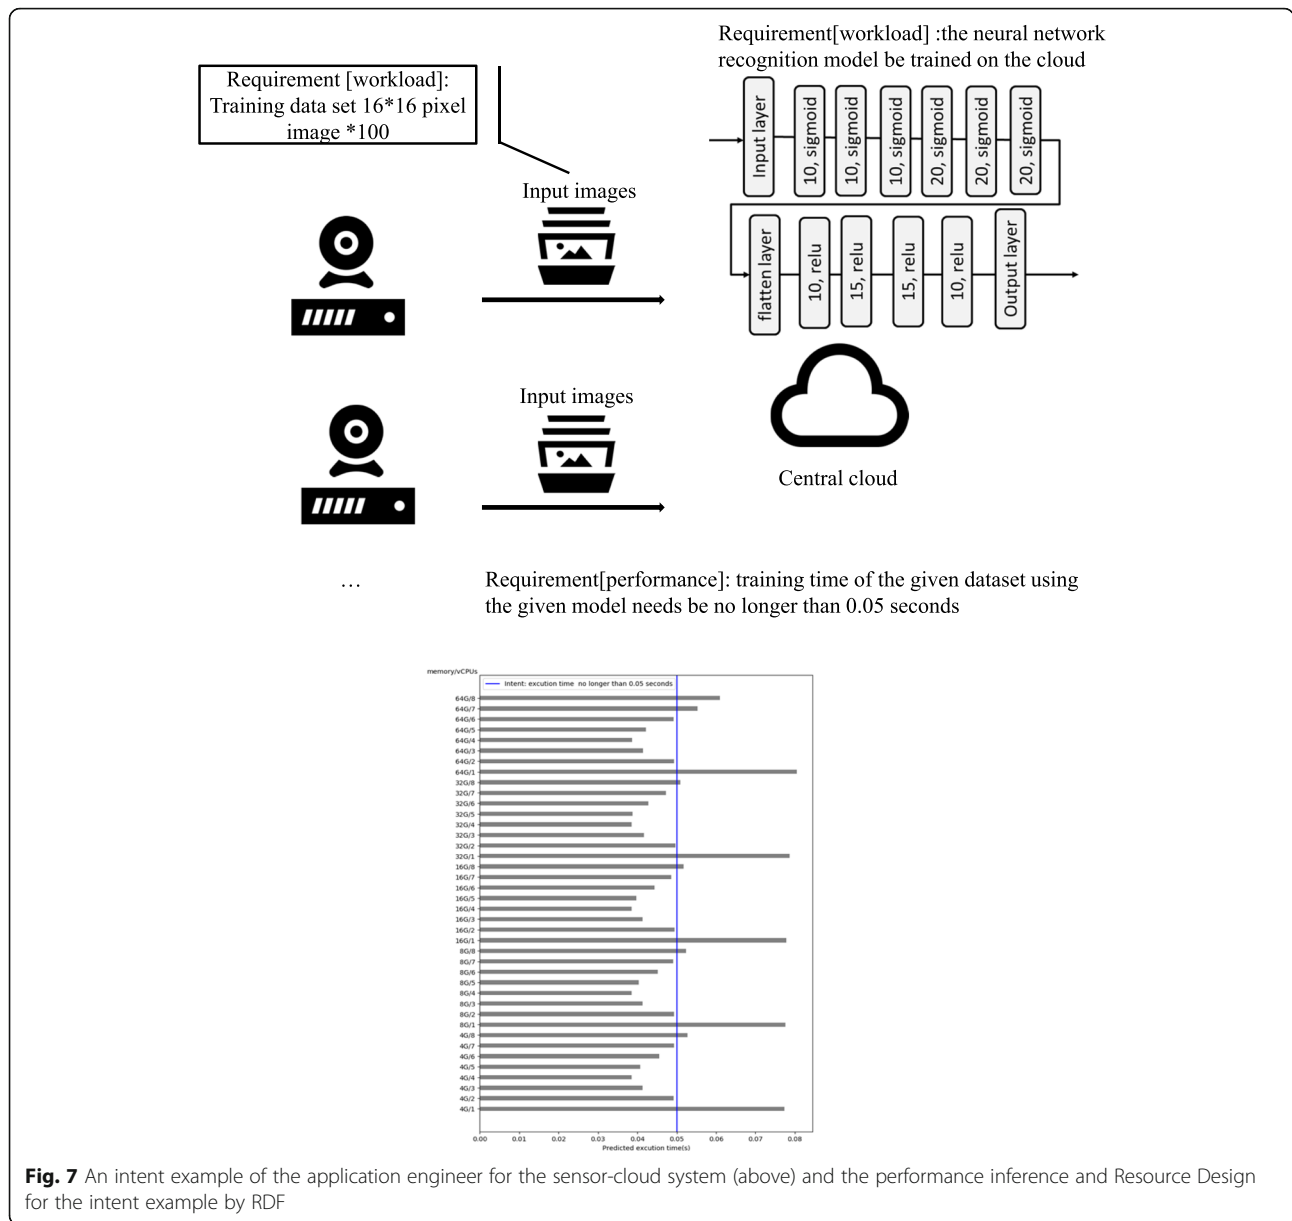 Requirement[workload] :the neural network
recognition model be trained on the cloud
Requirement [workload]:
Training data set 16*16 pixel
image *100
Input layer
10, sigmoid
10, sigmoid
10, sigmoid
20, sigmoid
20, sigmoid
20, sigmoid
Input images
flatten layer
10, relu
15, relu
15, relu
10, relu
Output layer
Input images
Central cloud
...
Requirement[performance]: training time of the given dataset using
the given model needs be no longer than 0.05 seconds
memory/vCPUs
Intent: excution time no longer than 0.05 seconds
64G/8
64G/7
64G/6
64G/5
64G/4
64G/3
64G/2
64G/1
32G/8
32G/7
32G/6
32G/5
32G/4
32G/3
32G/2
32G/1
16G/8
16G/7
16G/6
16G/5
16G/4
16G/3
16G/2
16G/1
8G/8
8G/7
8G/6
8G/5
8G/4
8G/3
8G/2
8G/1
4G/8
4G/7
4G/6
4G/5
4G/4
4G/3
4G/2
4G/1
0.00 0.01 0.02 0.03 0.04 0.05 0.06 0.07 0.08
Predicted excution time(s)
Fig. 7 An intent example of the application engineer for the sensor-cloud system (above) and the performance inference and Resource Design
for the intent example by RDF